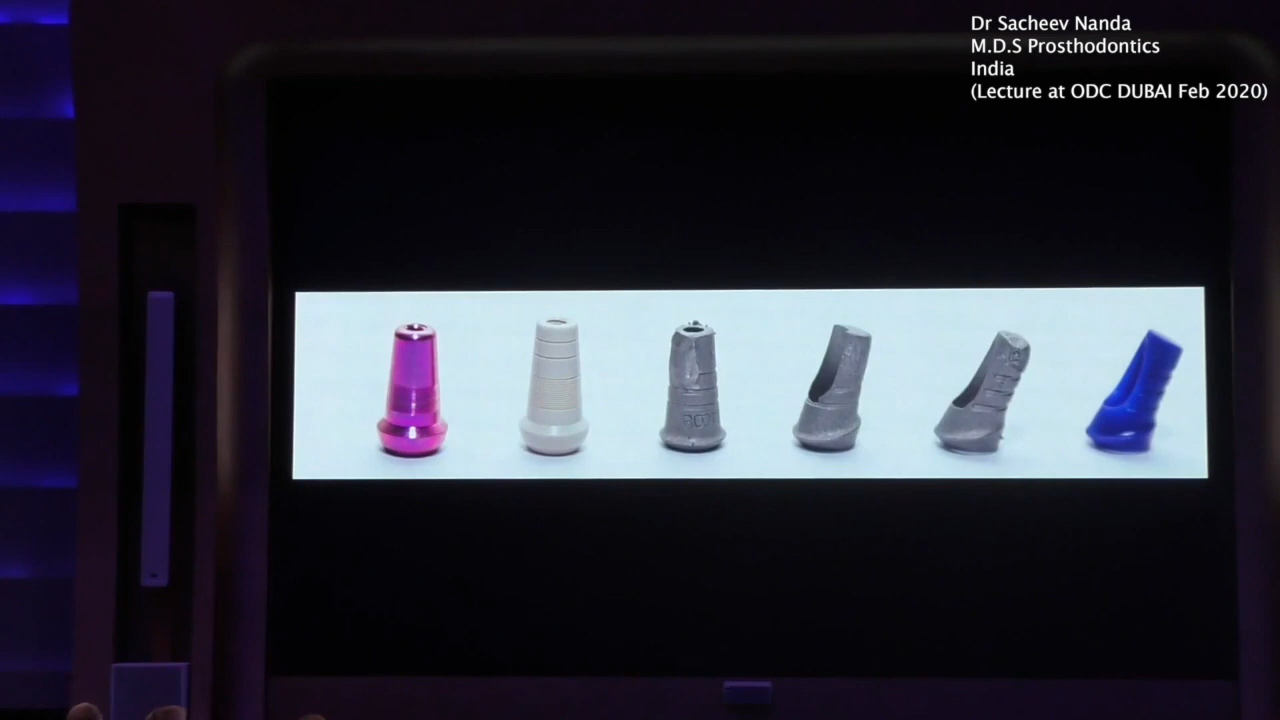 Dr Sacheev Nanda
M.D.S Prosthodontics
India
(Lecture at ODC DUBAI Feb 2020)